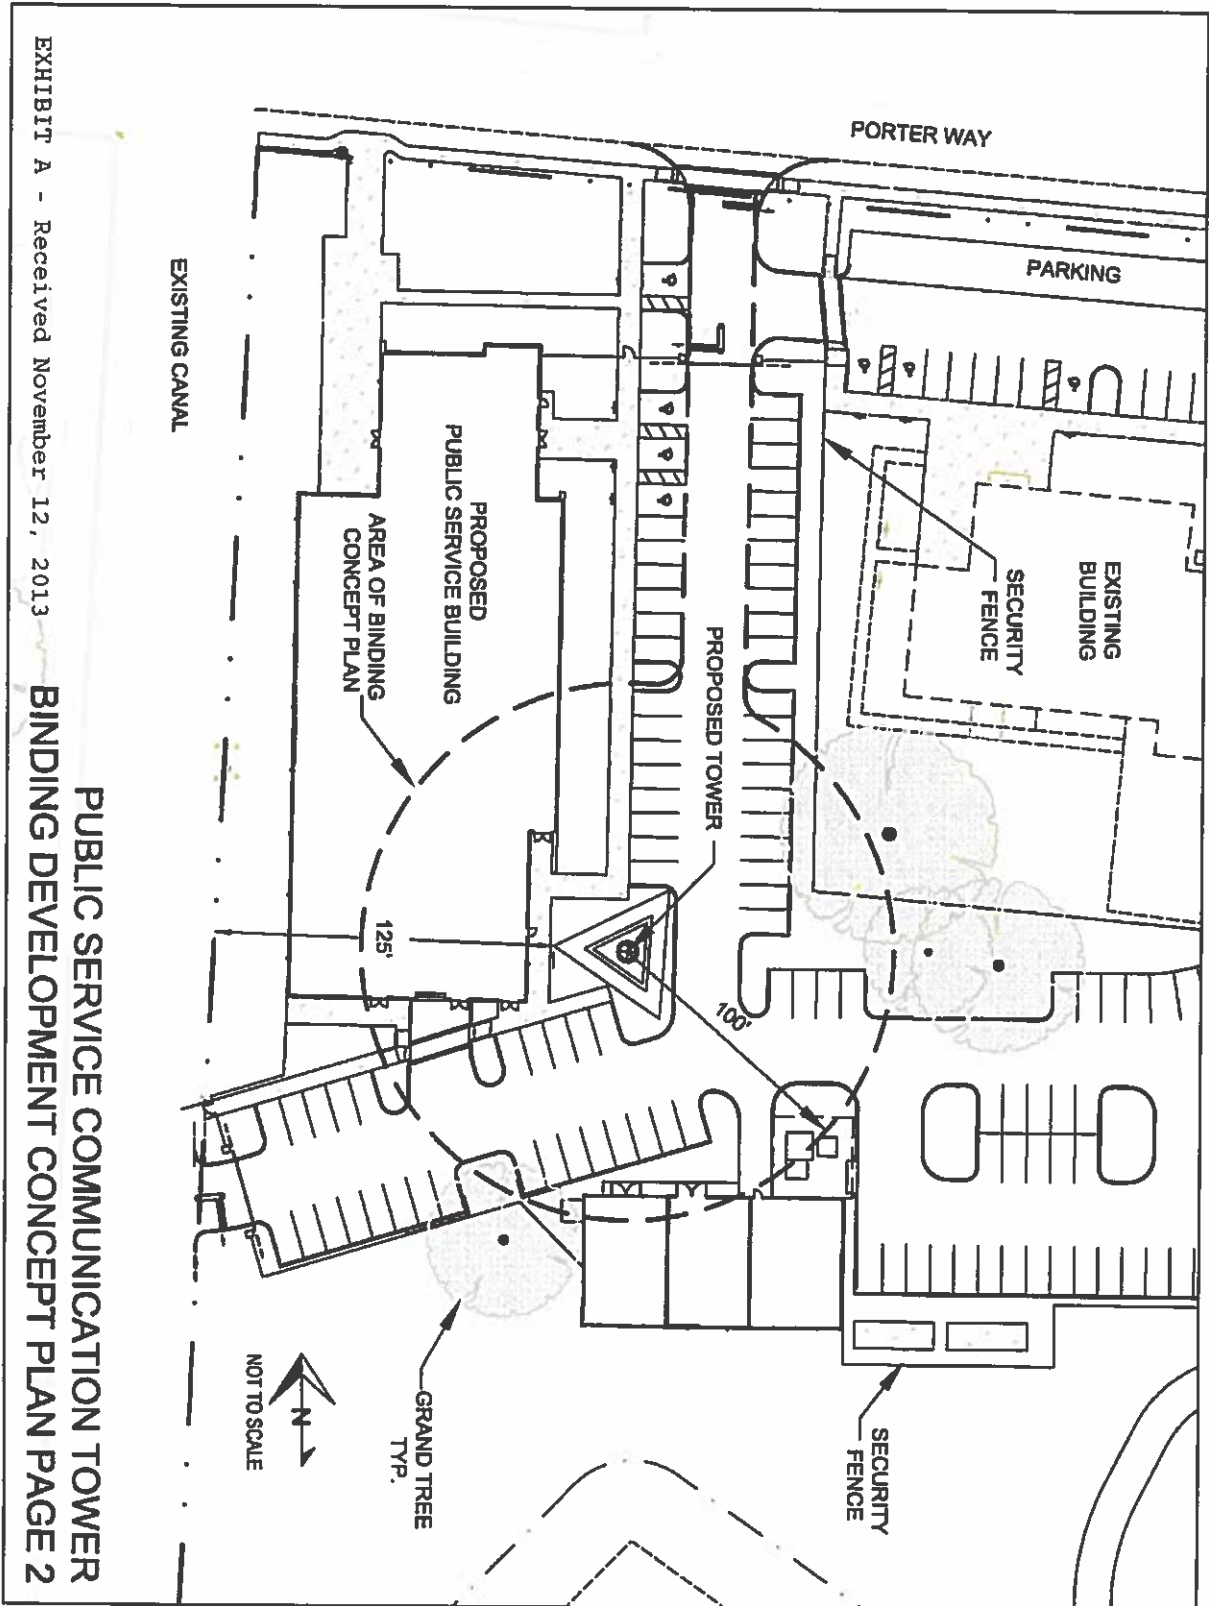 PORTER WAY
PARKING
EXISTING
BUILDING
SECURITY
FENCE
EXISTING CANAL
PROPOSED
PUBLIC SERVICE BUILDING
AREA OF BINDING
CONCEPT PLAN
PROPOSED TOWER
125'
100'
GRAND TREE
TYP.
SECURITY
FENCE
N
NOT TO SCALE
PUBLIC SERVICE COMMUNICATION TOWER
BINDING DEVELOPMENT CONCEPT PLAN PAGE 2
EXHIBIT A - Received November 12, 2013